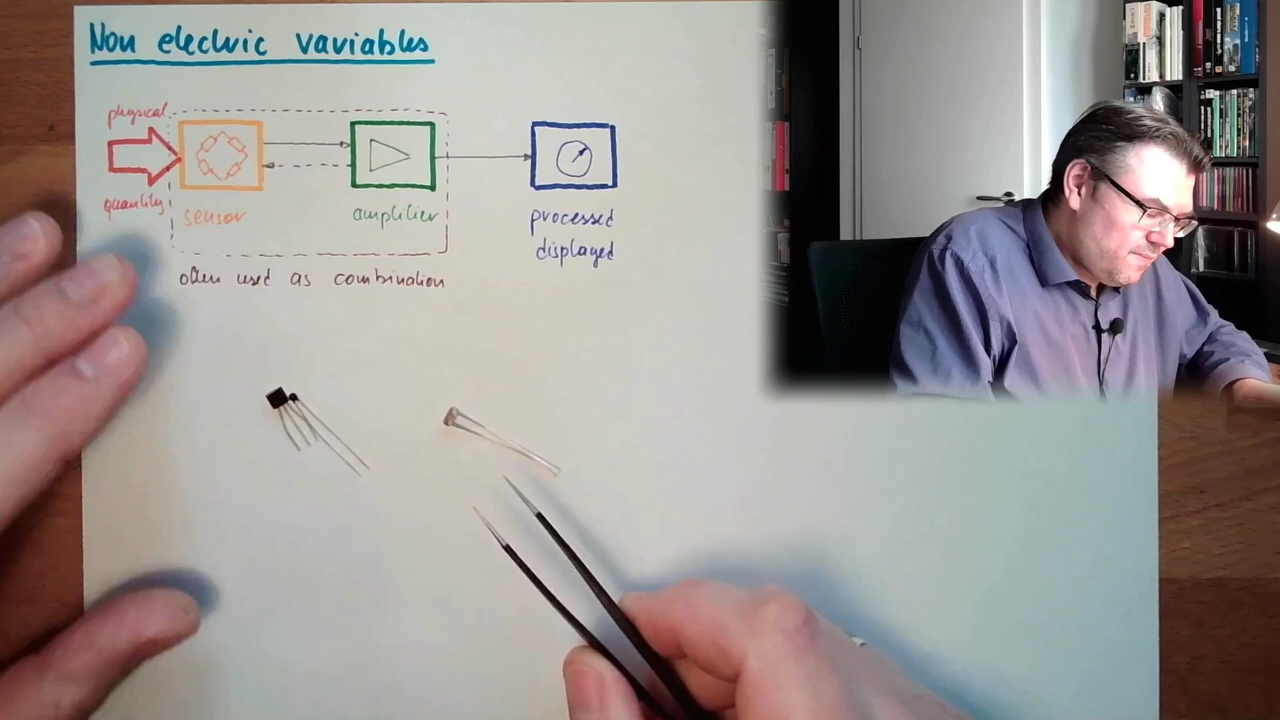 Non electric variables
physical
quantity
sensor
amplifier
processed
displayed
often used as combination